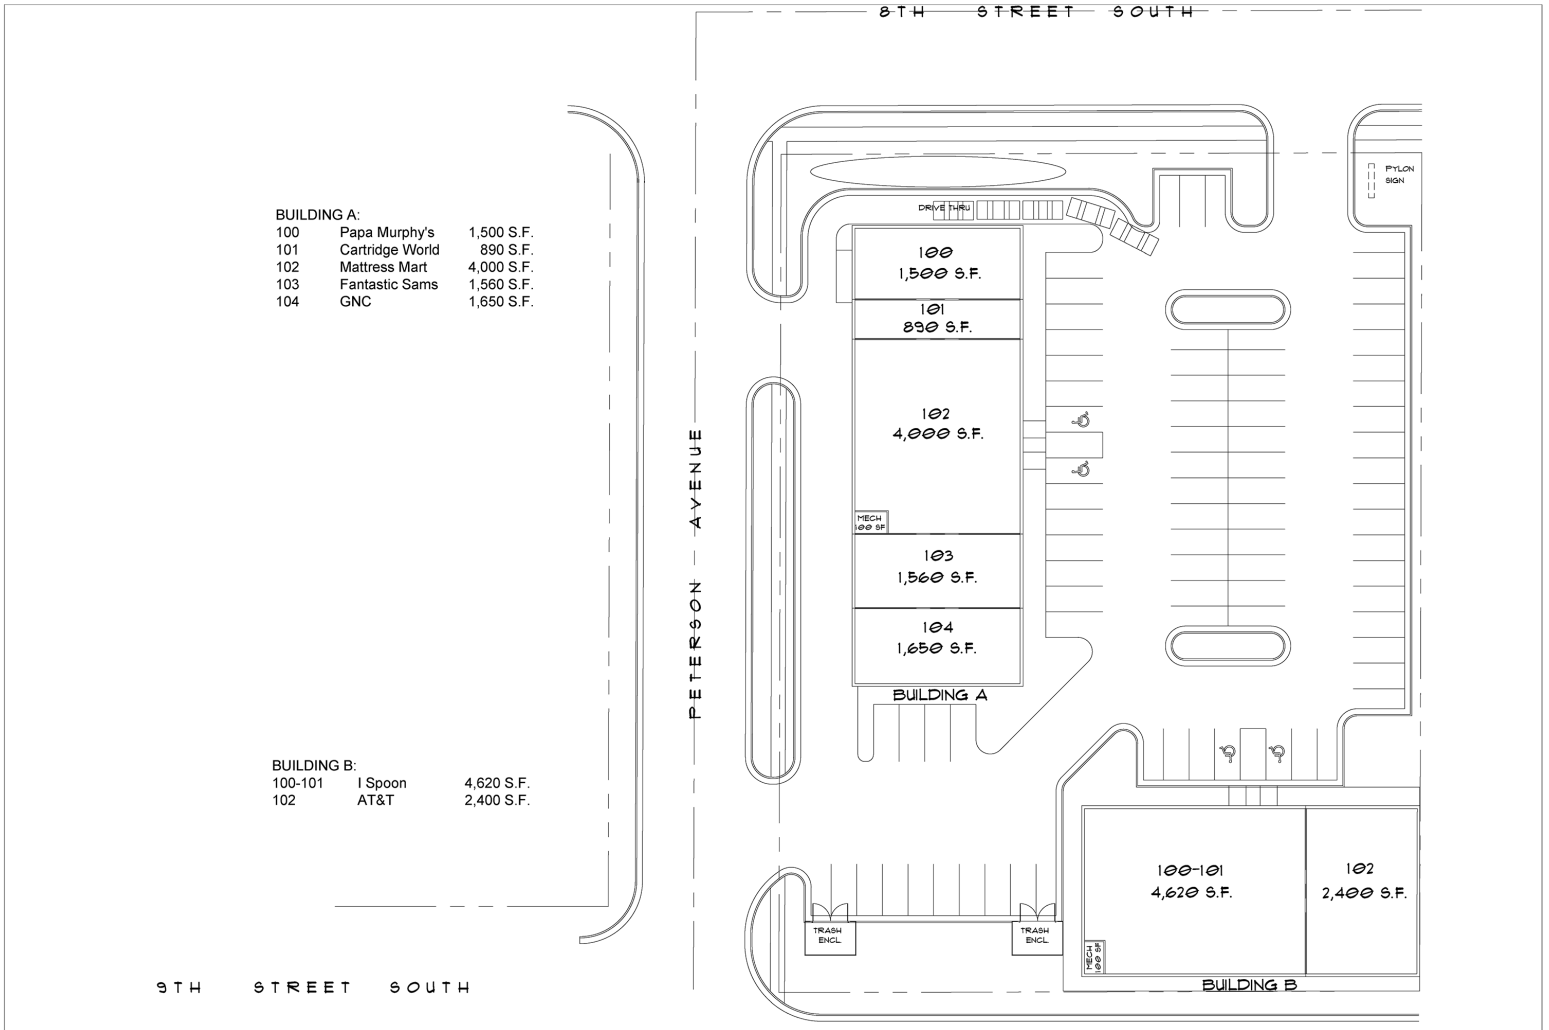 8TH STREET SOUTH
PYLON
SIGN
DRIVE THRU
BUILDING A:
100 Papa Murphy's 1,500 S.F.
101 Cartridge World 890 S.F.
102 Mattress Mart 4,000 S.F.
103 Fantastic Sams 1,560 S.F.
104 GNC 1,650 S.F.
100
1,500 S.F.
101
890 S.F.
102
4,000 S.F.
MECH
100 SF
103
1,560 S.F.
104
1,650 S.F.
BUILDING A
PETERSON AVENUE
BUILDING B:
100-101 I Spoon 4,620 S.F.
102 AT&T 2,400 S.F.
100-101
4,620 S.F.
102
2,400 S.F.
TRASH
ENCL
TRASH
ENCL
MECH
100 SF
BUILDING B
9TH STREET SOUTH